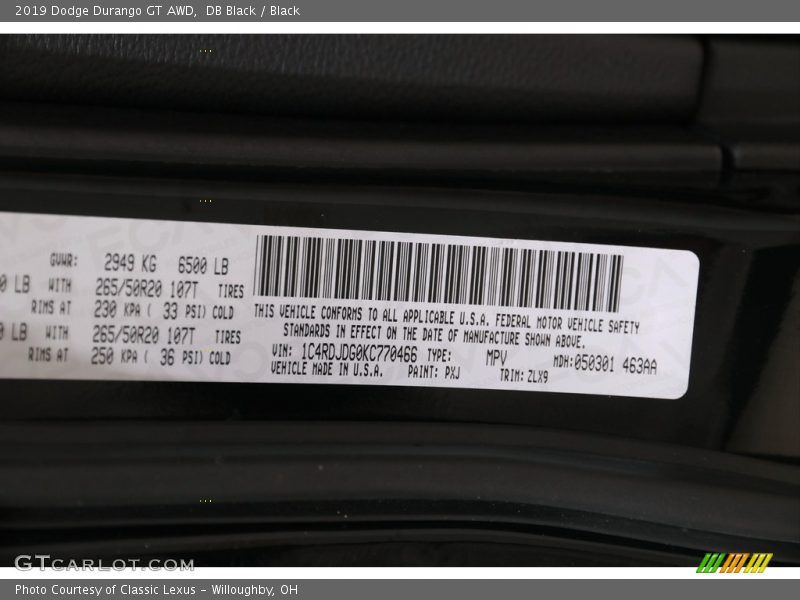 2019 Dodge Durango GT AWD,  DB Black / Black
GVWR: 2949 KG 6500 LB
0 LB WITH 265/50R20 107T TIRES
RIMS AT 230 KPA ( 33 PSI) COLD
0 LB WITH 265/50R20 107T TIRES
RIMS AT 250 KPA ( 36 PSI) COLD
THIS VEHICLE CONFORMS TO ALL APPLICABLE U.S.A. FEDERAL MOTOR VEHICLE SAFETY
STANDARDS IN EFFECT ON THE DATE OF MANUFACTURE SHOWN ABOVE.
VIN: 1C4RDJDG0KC770466 TYPE: MPV MDH:050301 463AA
VEHICLE MADE IN U.S.A. PAINT: PXJ TRIM: ZLX9
GTCARLOT.COM
Photo Courtesy of Classic Lexus - Willoughby, OH